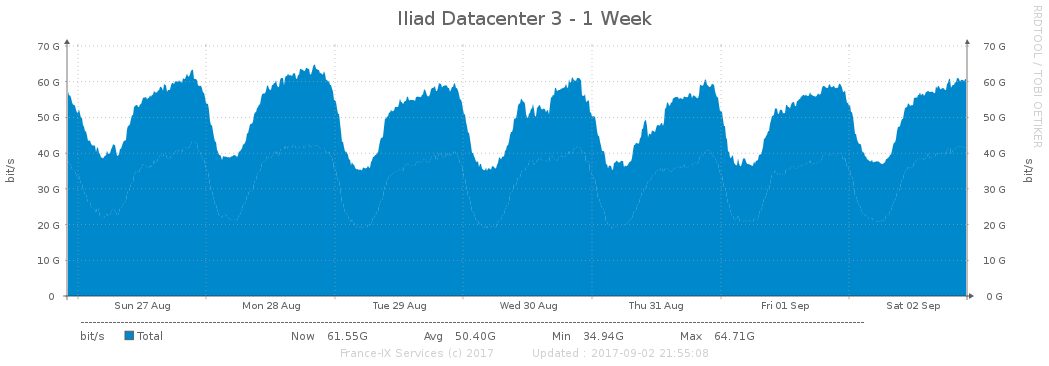 Iliad Datacenter 3 - 1 Week
RRDTOOL / TOBI OETIKER
70 G 70 G
60 G 60 G
50 G 50 G
40 G 40 G
30 G 30 G
20 G 20 G
10 G 10 G
0 0 G
bit/s bit/s
Sun 27 Aug Mon 28 Aug Tue 29 Aug Wed 30 Aug Thu 31 Aug Fri 01 Sep Sat 02 Sep
bit/s Total Now 61.55G Avg 50.40G Min 34.94G Max 64.71G
France-IX Services (c) 2017 Updated : 2017-09-02 21:55:08